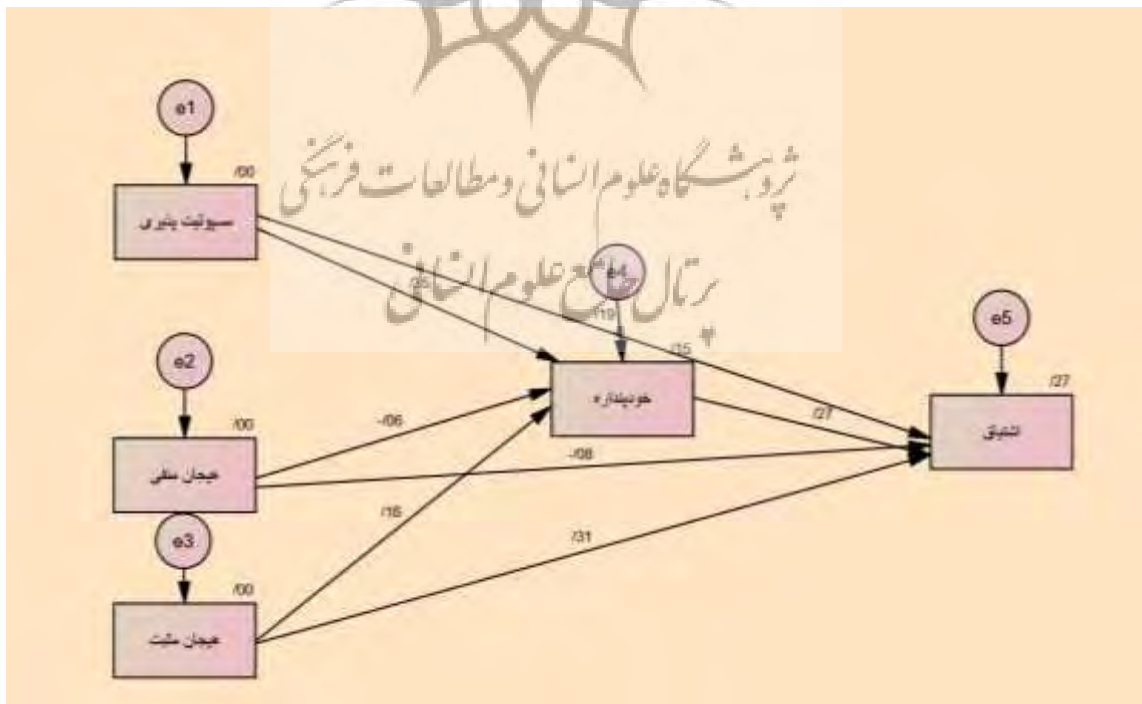 e1
/00
مسیولیت پذیری
پژوهشگاه علوم انسانی و مطالعات فرهنگی
پرتال جامع علوم انسانی
/35
e4
/19
/15
e5
/27
خودپنداره
/27
اشتیاق
e2
/00
-/06
-/08
هیجان منفی
e3
/16
/31
/00
هیجان مثبت